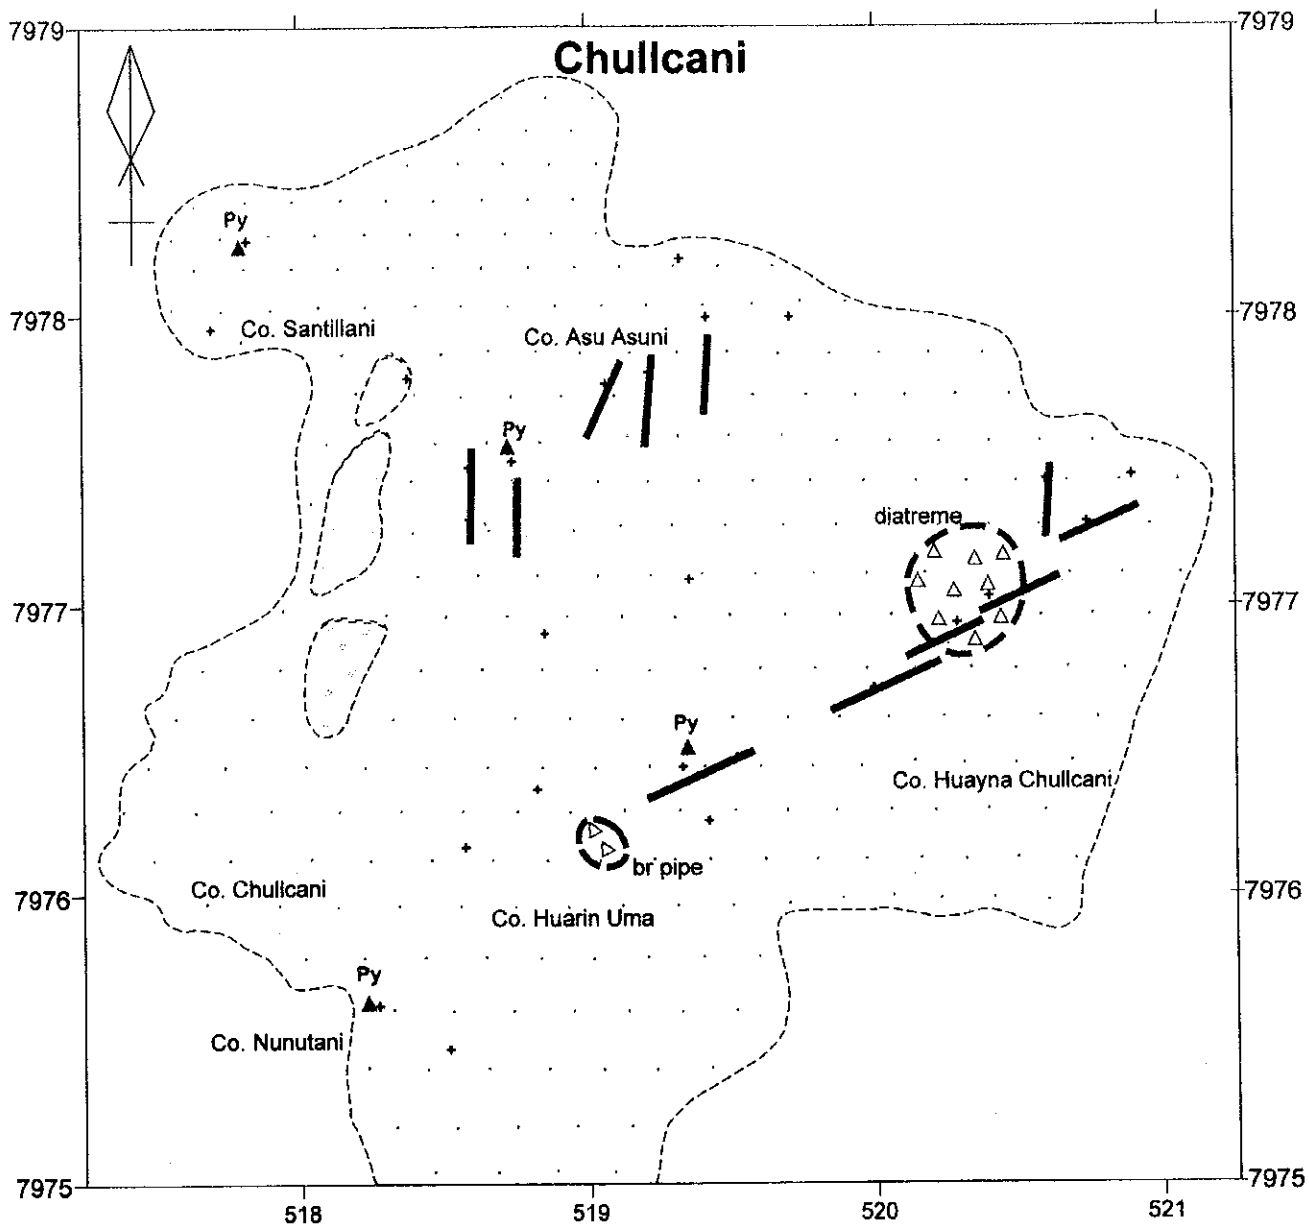 Chullcani
7979
7979
Py
7978
Co. Santillani
Co. Asu Asuni
7978
Py
diatreme
7977
7977
Py
Co. Huayna Chullcani
br pipe
Co. Chullcani
7976
Co. Huarin Uma
7976
Py
Co. Nunutani
7975
7975
518
519
520
521